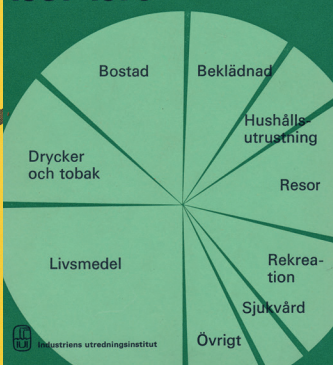 Bostad
Beklädnad
Hushålls-
utrustning
Drycker
och tobak
Resor
Livsmedel
Rekrea-
tion
Sjukvård
Övrigt
Industriens utredningsinstitut